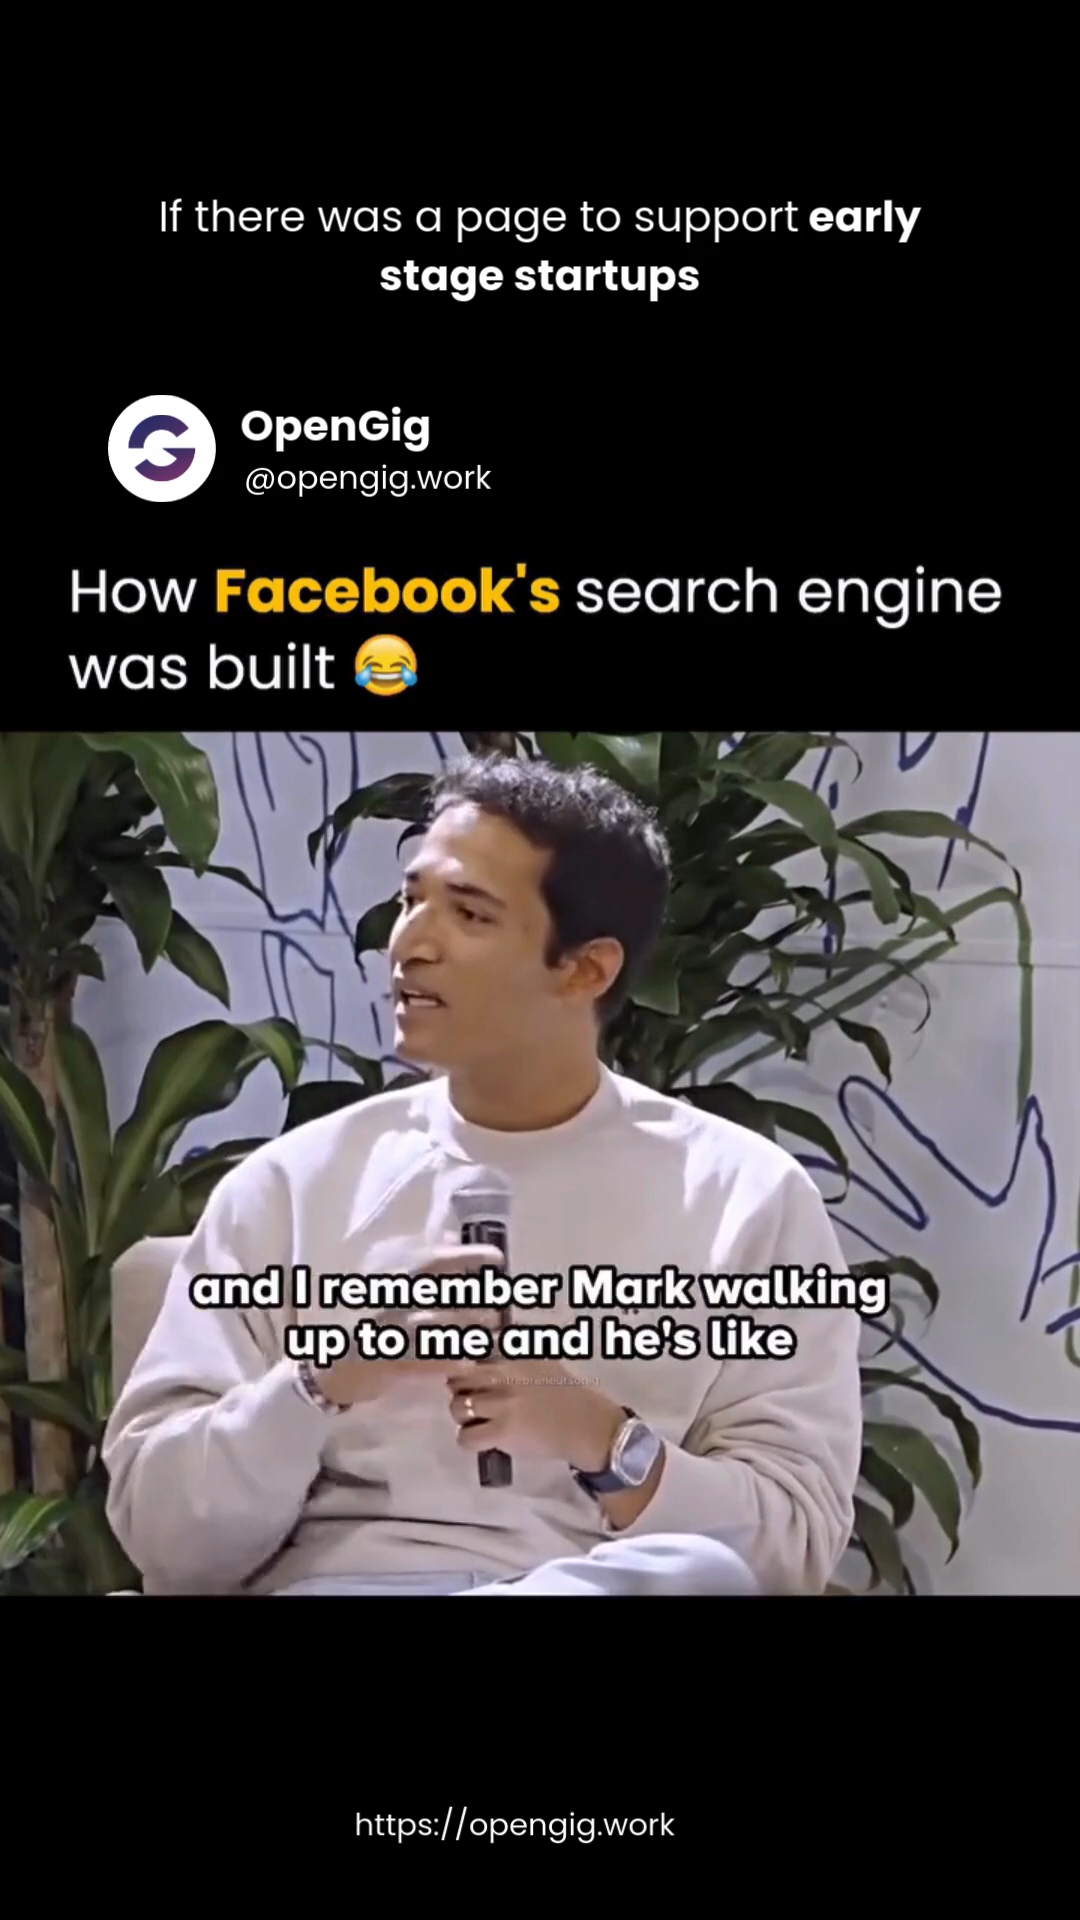 If there was a page to support early
stage startups
OpenGig
@opengig.work
How Facebook's search engine
was built 😂
and I remember Mark walking
up to me and he's like
https://opengig.work